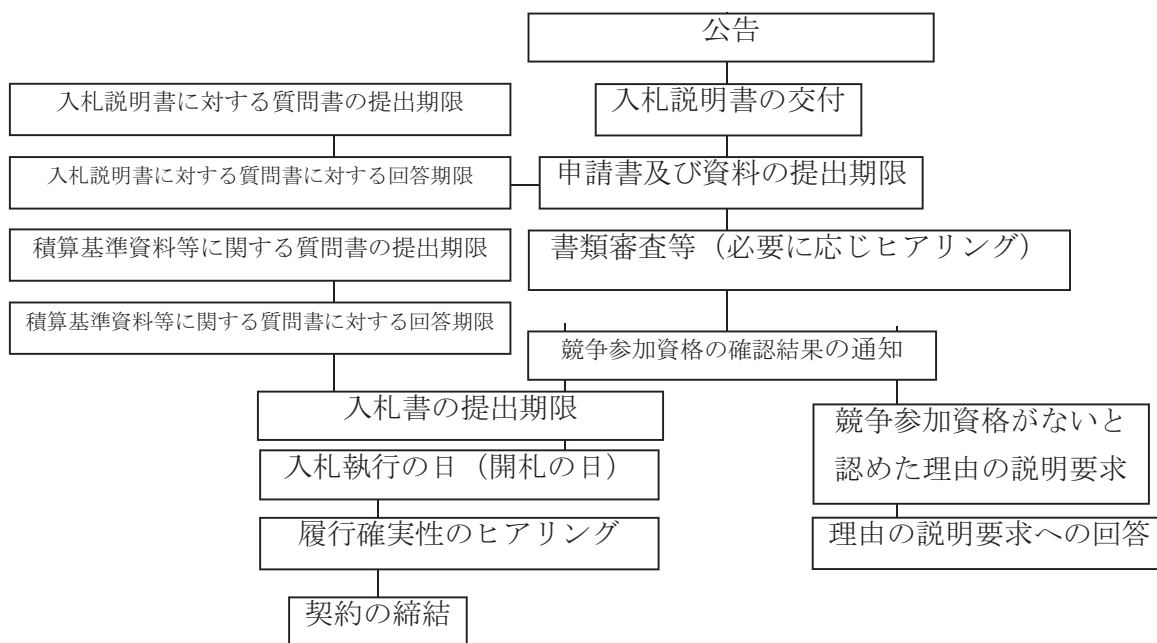 公告
入札説明書に対する質問書の提出期限
入札説明書の交付
入札説明書に対する質問書に対する回答期限
申請書及び資料の提出期限
積算基準資料等に関する質問書の提出期限
書類審査等（必要に応じヒアリング）
積算基準資料等に関する質問書に対する回答期限
競争参加資格の確認結果の通知
入札書の提出期限
競争参加資格がないと
認めた理由の説明要求
入札執行の日（開札の日）
履行確実性のヒアリング
理由の説明要求への回答
契約の締結